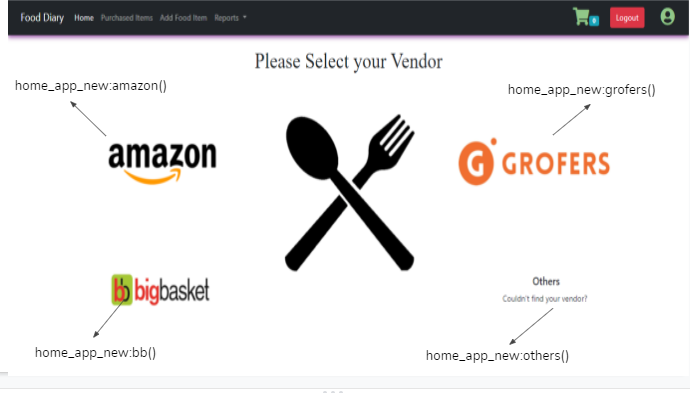 Food Diary Home Purchased Items Add Food Item Reports 0 Logout
Please Select your Vendor
home_app_new:amazon()
home_app_new:grofers()
amazon
G GROFERS
bb bigbasket
Others
Couldn't find your vendor?
home_app_new:bb()
home_app_new:others()